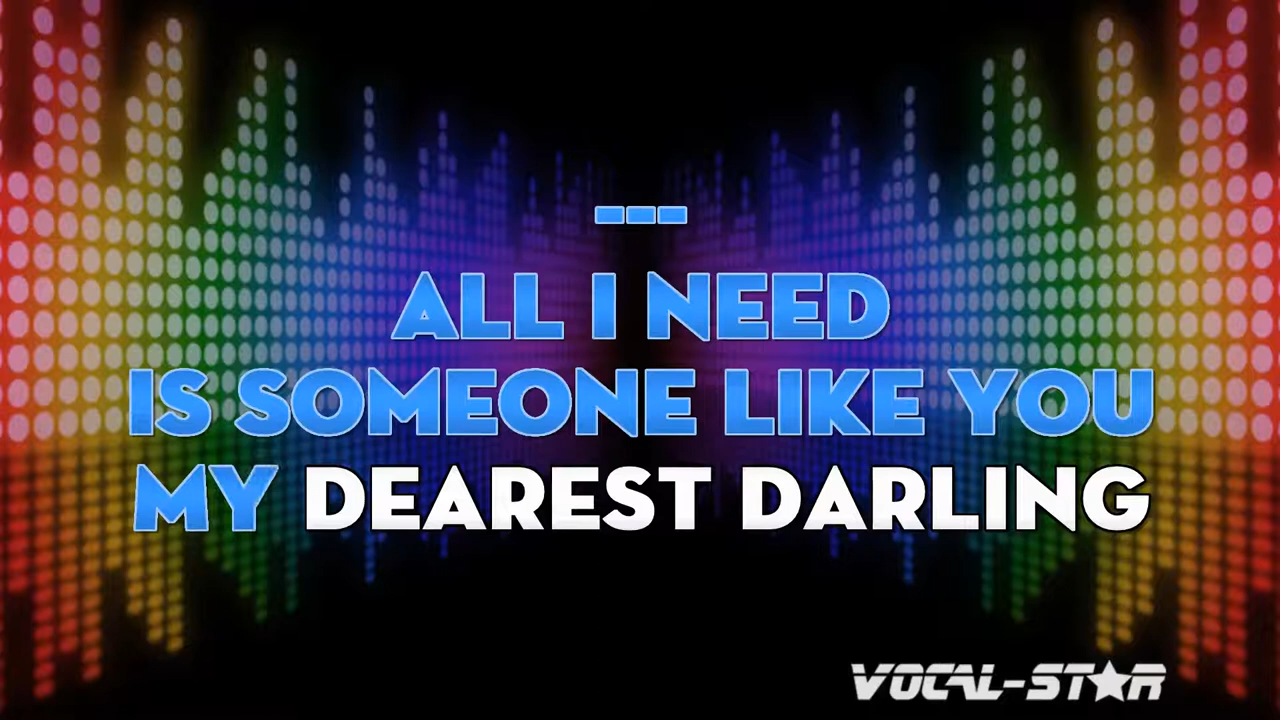 ---
ALL I NEED
IS SOMEONE LIKE YOU
MY DEAREST DARLING
VOCAL-STAR